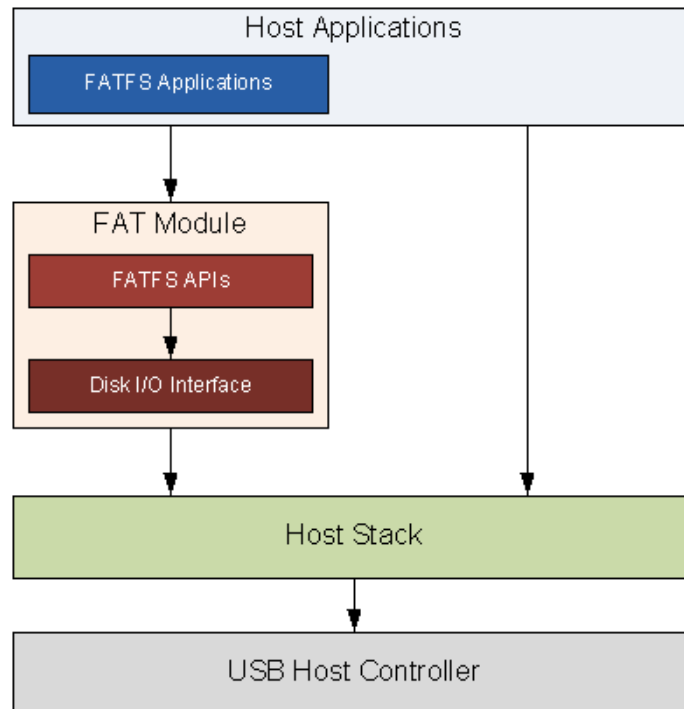 Host Applications
FATFS Applications
FAT Module
FATFS APIs
Disk I/O Interface
Host Stack
USB Host Controller